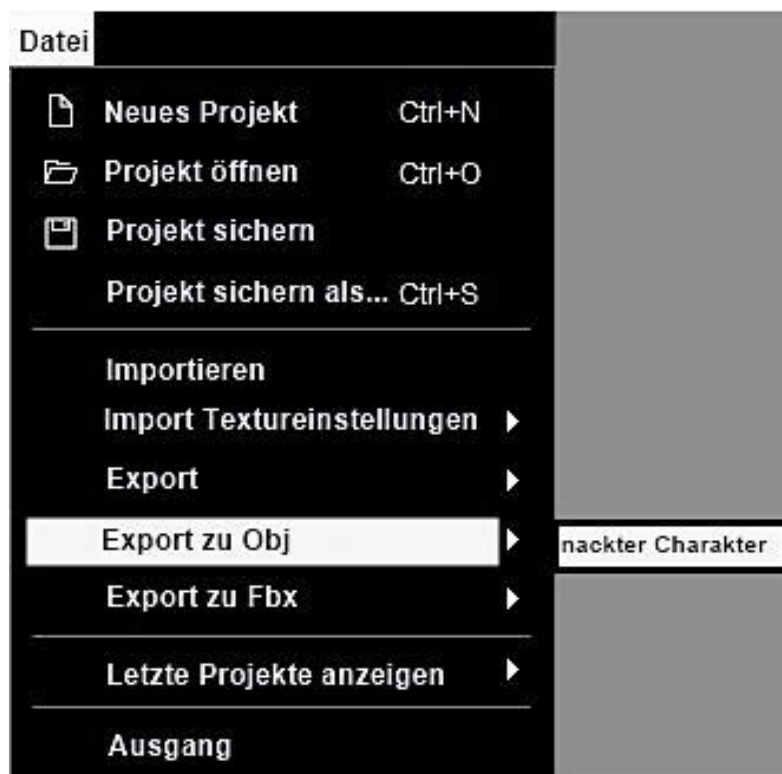 Datei
Neues Projekt Ctrl+N
Projekt öffnen Ctrl+O
Projekt sichern
Projekt sichern als... Ctrl+S
Importieren
Import Textureinstellungen
Export
Export zu Obj nackter Charakter
Export zu Fbx
Letzte Projekte anzeigen
Ausgang